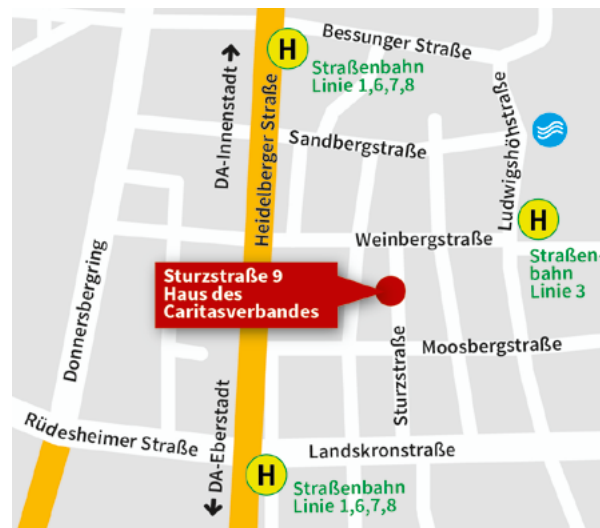 Bessunger Straße
H
Straßenbahn
Linie 1,6,7,8
DA-Innenstadt
Heidelberger Straße
Sandbergstraße
Ludwigshöhstraße
H
Weinbergstraße
Straßen-
bahn
Linie 3
Sturzstraße 9
Haus des
Caritasverbandes
Donnersbergring
Moosbergstraße
Sturzstraße
DA-Eberstadt
Rüdesheimer Straße
Landskronstraße
H
Straßenbahn
Linie 1,6,7,8